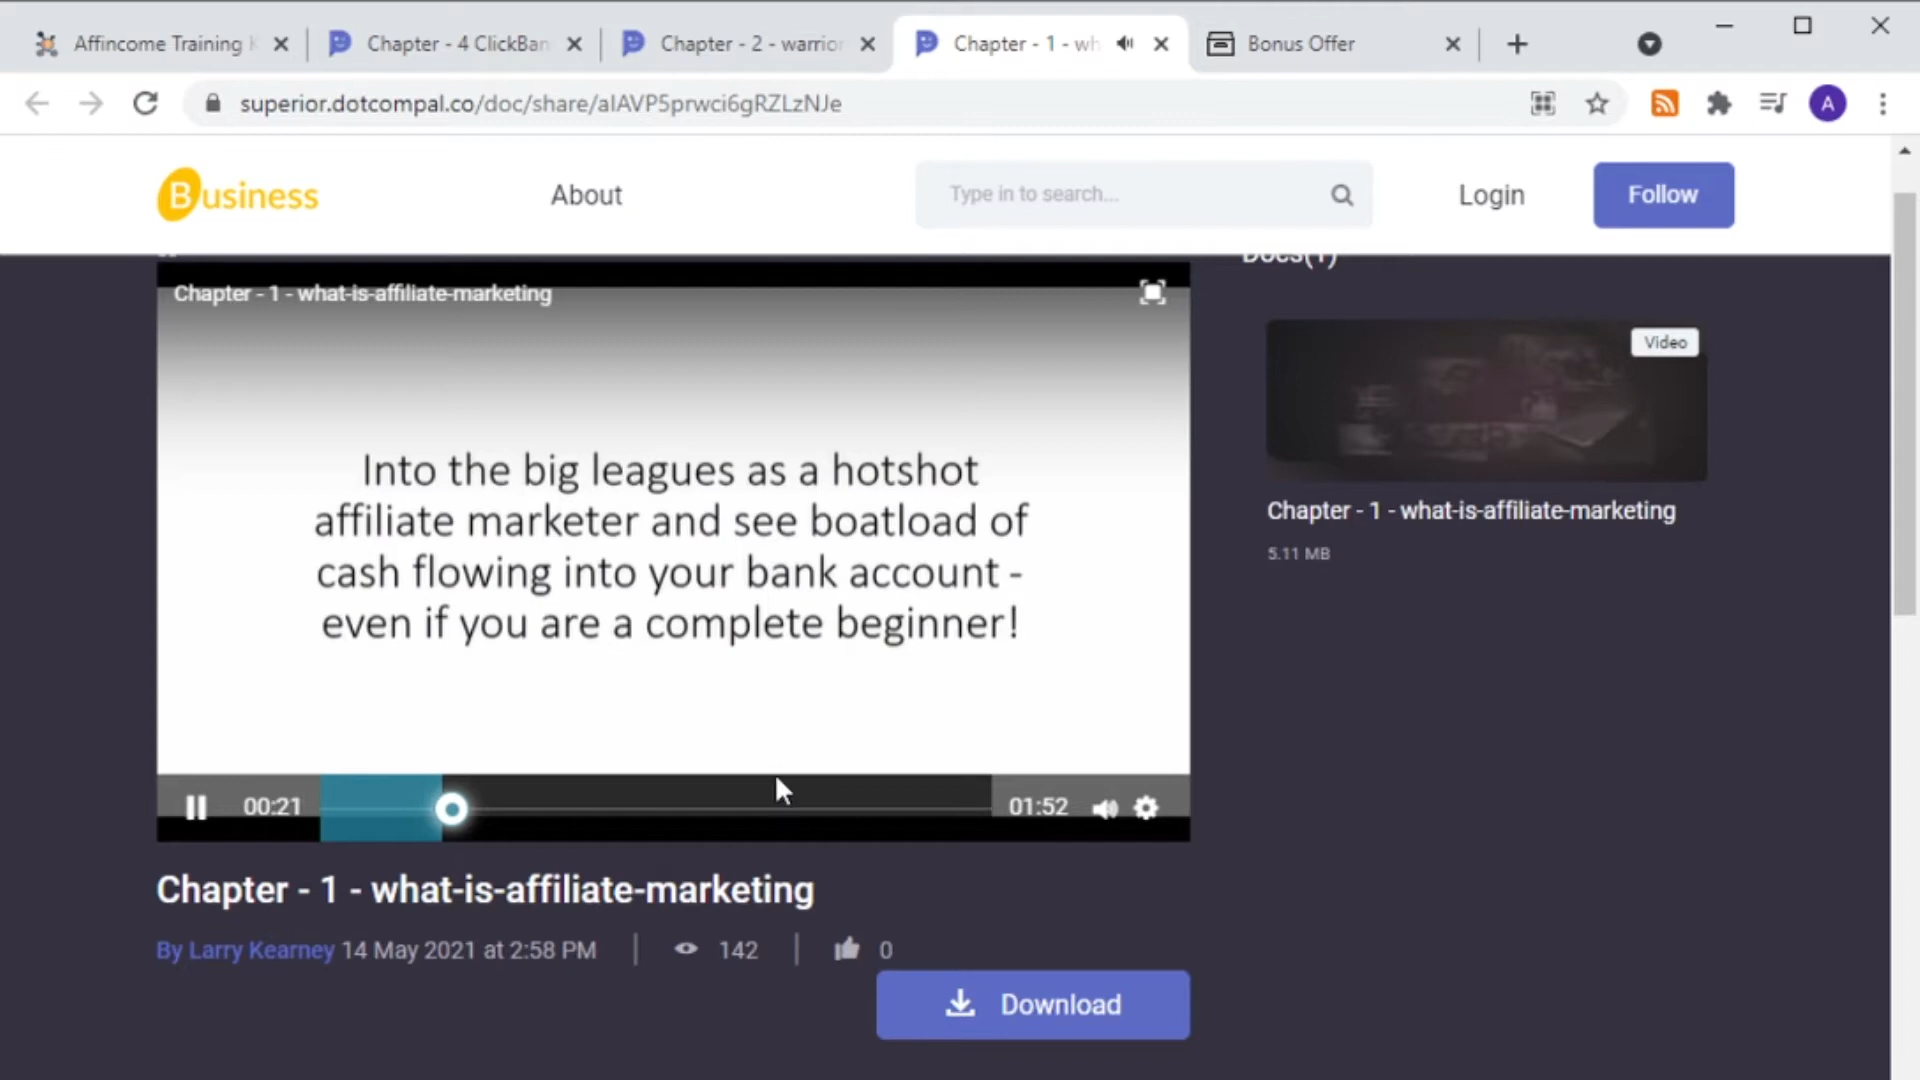 Affincome Training
Chapter - 4 ClickBan
Chapter - 2 - warrior
Chapter - 1 - wh
Bonus Offer
superior.dotcompal.co/doc/share/aIAVP5prwci6gRZLzNJe
A
Business
About
Type in to search...
Login
Follow
Docs(1)
Chapter - 1 - what-is-affiliate-marketing
Video
Into the big leagues as a hotshot
affiliate marketer and see boatload of
cash flowing into your bank account -
even if you are a complete beginner!
Chapter - 1 - what-is-affiliate-marketing
5.11 MB
00:21
01:52
Chapter - 1 - what-is-affiliate-marketing
By Larry Kearney 14 May 2021 at 2:58 PM | 142 | 0
Download